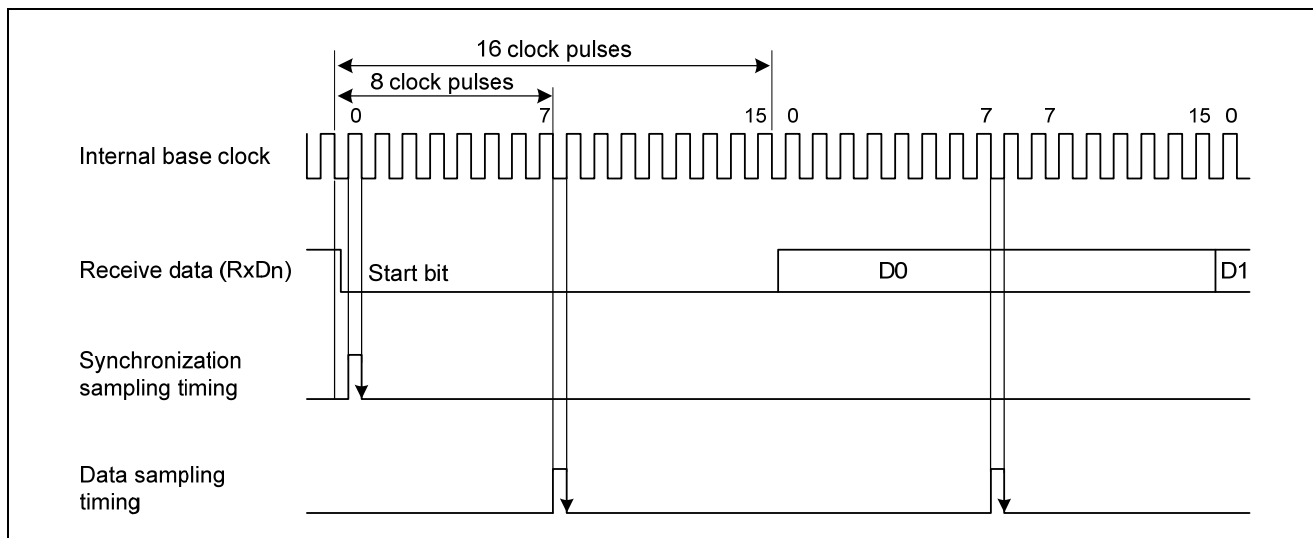 16 clock pulses
8 clock pulses
0 7 15 0 7 7 15 0
Internal base clock
Receive data (RxDn)
Start bit
D0
D1
Synchronization
sampling timing
Data sampling
timing